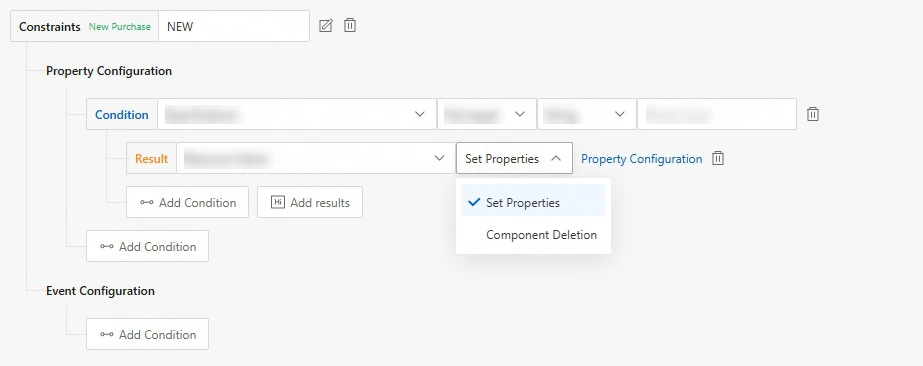 Constraints New Purchase NEW
Property Configuration
Condition
Result Set Properties Property Configuration
Set Properties
Add Condition Hi Add results
Component Deletion
Add Condition
Event Configuration
Add Condition